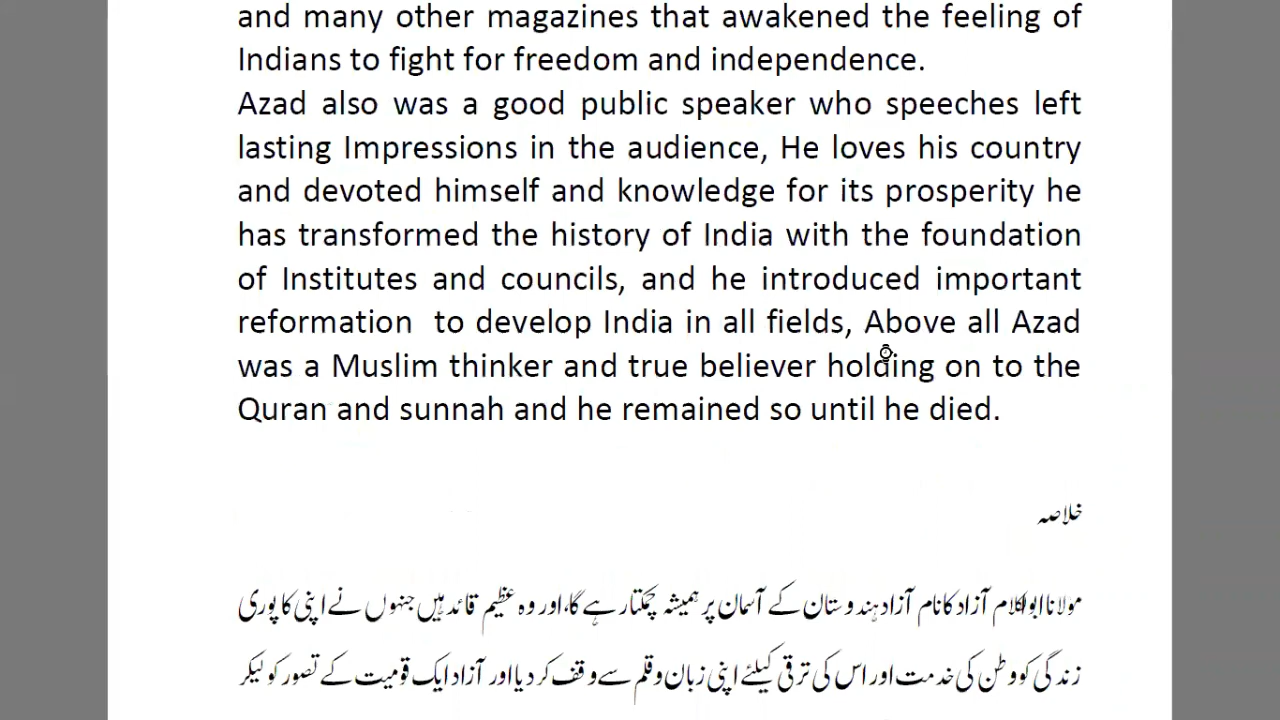 and many other magazines that awakened the feeling of
Indians to fight for freedom and independence.
Azad also was a good public speaker who speeches left
lasting Impressions in the audience, He loves his country
and devoted himself and knowledge for its prosperity he
has transformed the history of India with the foundation
of Institutes and councils, and he introduced important
reformation to develop India in all fields, Above all Azad
was a Muslim thinker and true believer holding on to the
Quran and sunnah and he remained so until he died.
خلاصہ
مولانا ابوالکلام آزاد کا نام آزاد ہندوستان کے آسمان پر ہمیشہ چمکتا رہے گا، اور وہ عظیم قائد ہیں جنہوں نے اپنی کا پوری
زندگی کو وطن کی خدمت اور اس کی ترقی کیلئے اپنی زبان و قلم سے وقف کر دیا اور آزاد ایک قومیت کے تصور کو لیکر